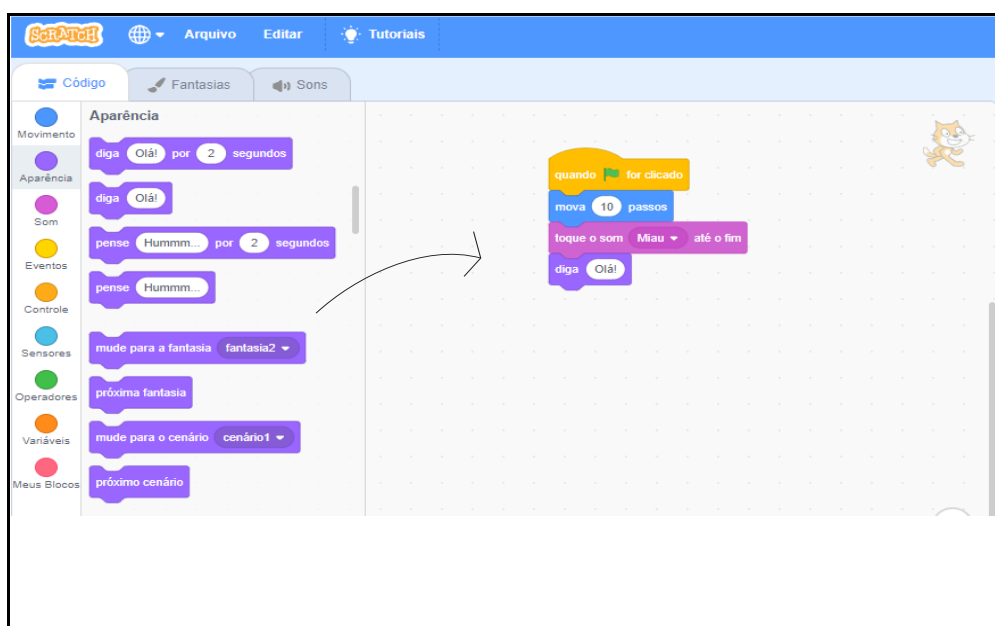 SCRATCH Arquivo Editar Tutoriais
Código Fantasias Sons
Movimento
Aparência
Som
Eventos
Controle
Sensores
Operadores
Variáveis
Meus Blocos
Aparência
diga Olá! por 2 segundos
diga Olá!
pense Hummm... por 2 segundos
pense Hummm...
mude para a fantasia fantasia2
próxima fantasia
mude para o cenário cenário1
próximo cenário
quando for clicado
mova 10 passos
toque o som Miau até o fim
diga Olá!